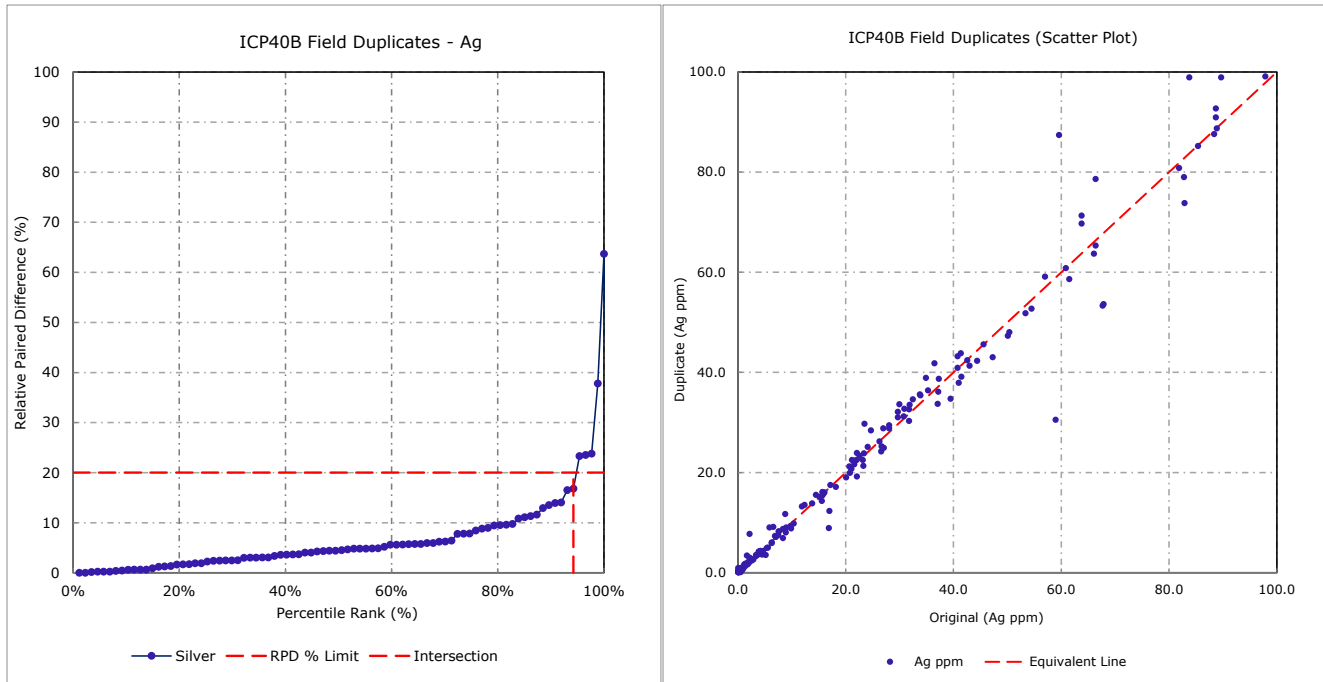 ICP40B Field Duplicates - Ag
Relative Paired Difference (%)
100
90
80
70
60
50
40
30
20
10
0
0%
20%
40%
60%
80%
100%
Percentile Rank (%)
Silver
RPD % Limit
Intersection
ICP40B Field Duplicates (Scatter Plot)
Duplicate (Ag ppm)
100.0
80.0
60.0
40.0
20.0
0.0
0.0
20.0
40.0
60.0
80.0
100.0
Original (Ag ppm)
Ag ppm
Equivalent Line